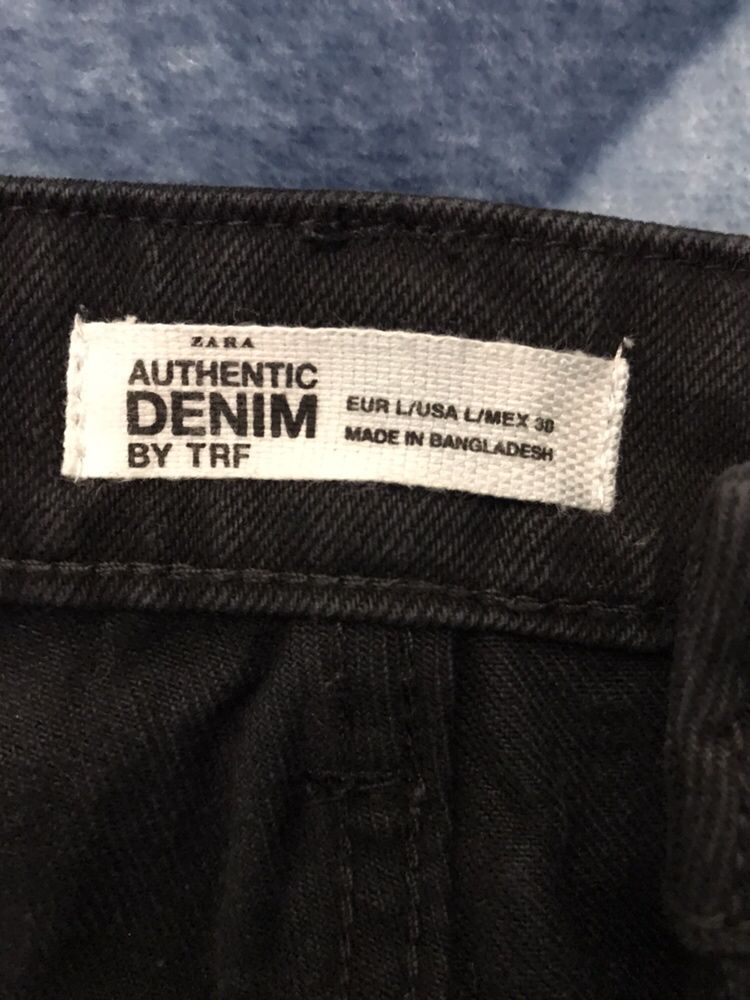 ZARA
AUTHENTIC
DENIM
BY TRF
EUR L/USA L/MEX 30
MADE IN BANGLADESH